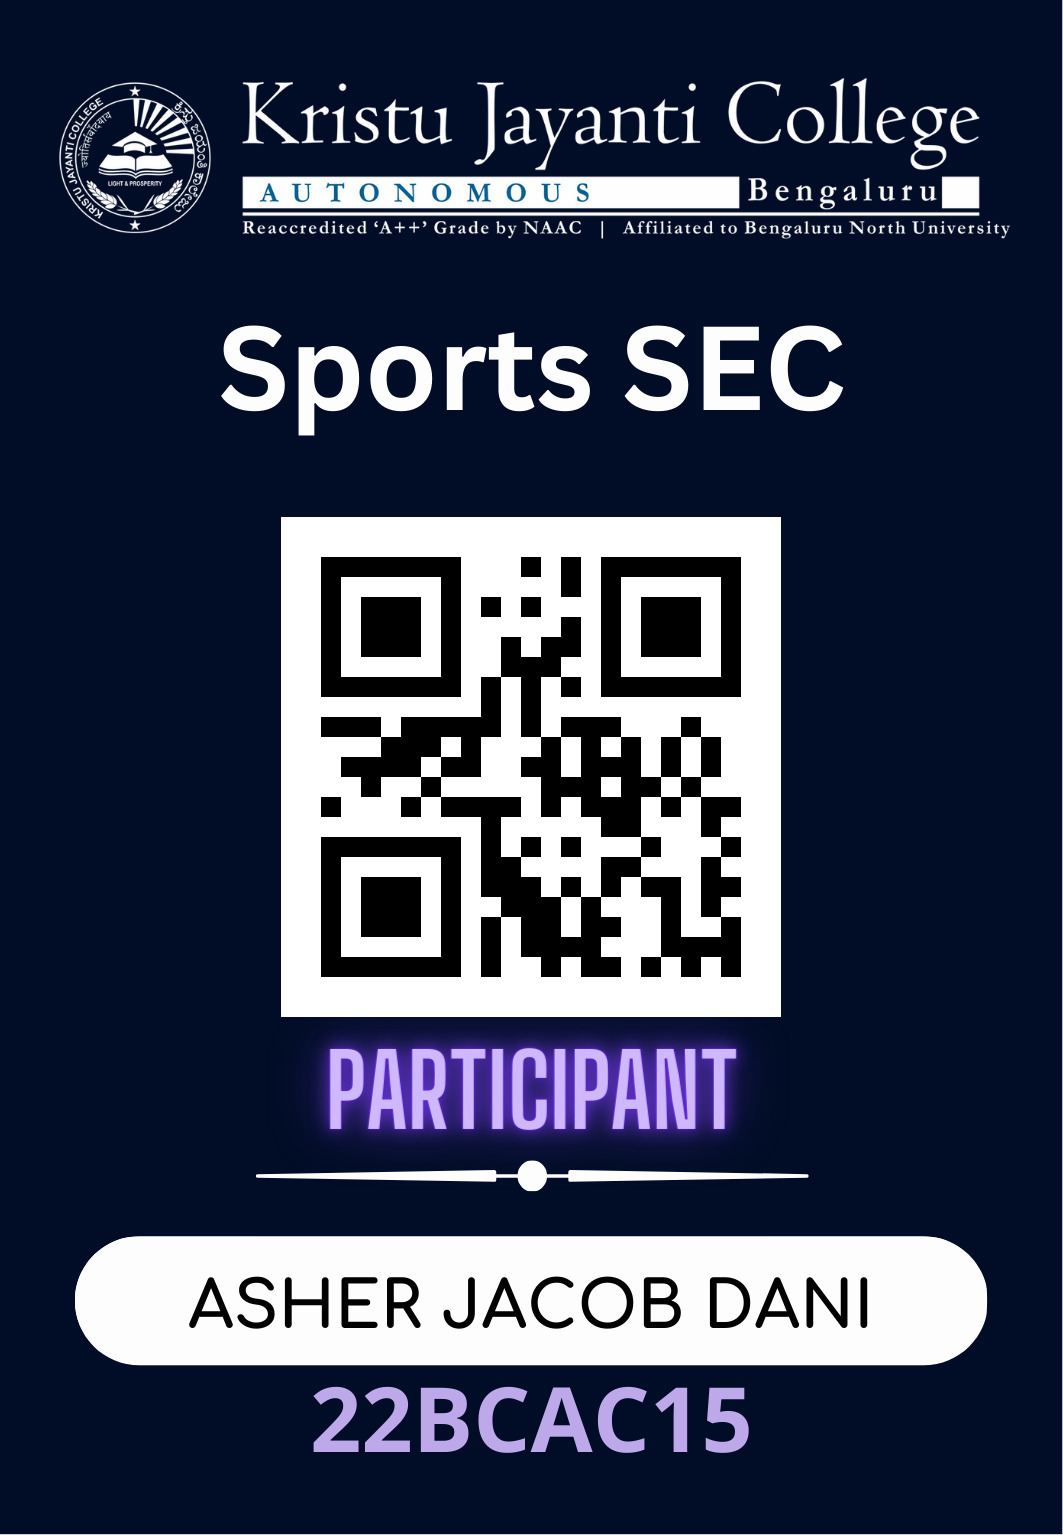 Kristu Jayanti College
AUTONOMOUS Bengaluru
Reaccredited ‘A++’ Grade by NAAC | Affiliated to Bengaluru North University
KRISTU JAYANTI COLLEGE
ಕ್ರಿಸ್ತು ಜಯಂತಿ ಕಾಲೇಜು
LIGHT & PROSPERITY
Sports SEC
PARTICIPANT
ASHER JACOB DANI
22BCAC15